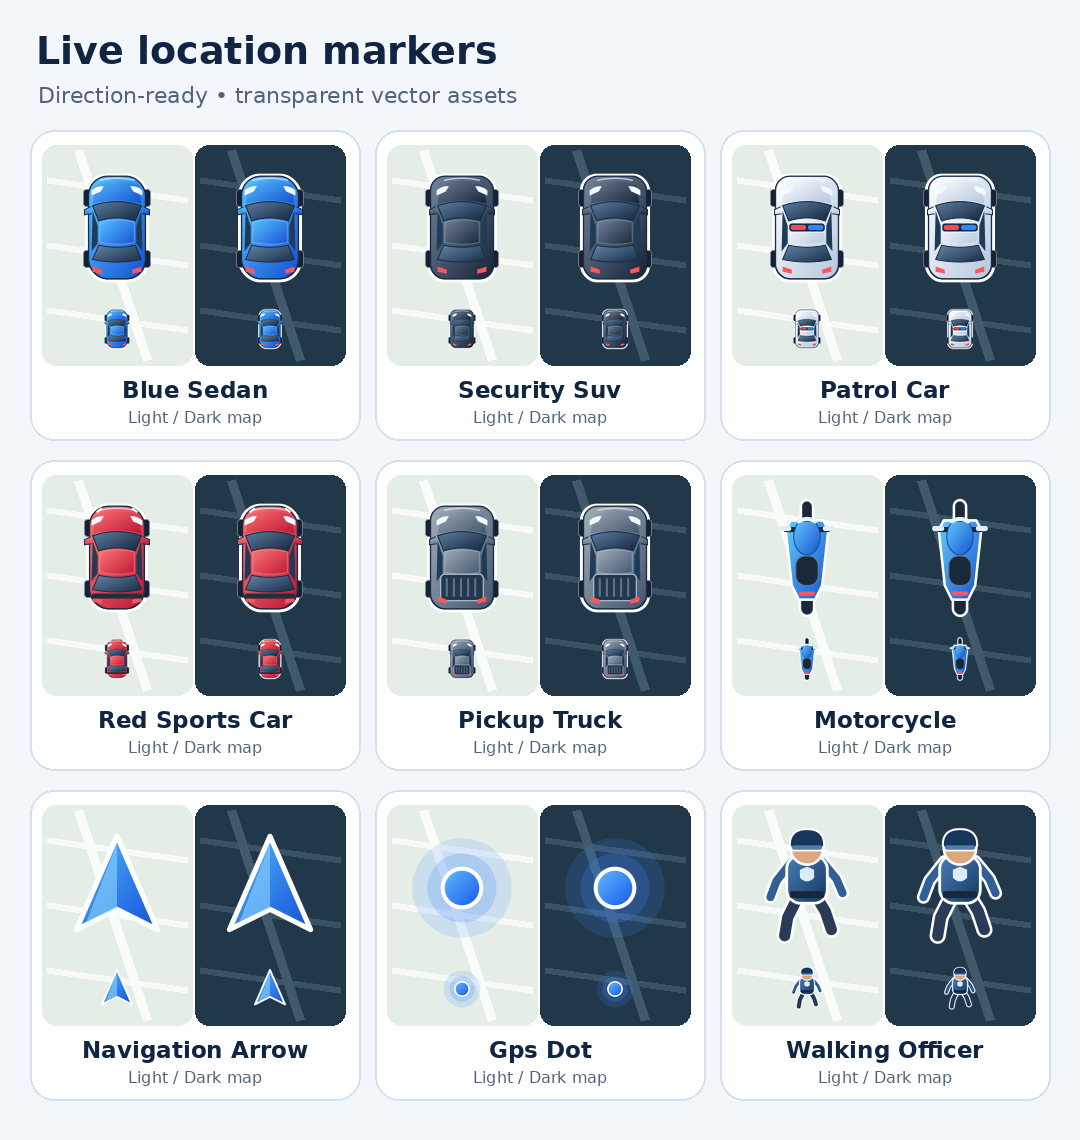 Live location markers
Direction-ready • transparent vector assets
Blue Sedan
Light / Dark map
Security Suv
Light / Dark map
Patrol Car
Light / Dark map
Red Sports Car
Light / Dark map
Pickup Truck
Light / Dark map
Motorcycle
Light / Dark map
Navigation Arrow
Light / Dark map
Gps Dot
Light / Dark map
Walking Officer
Light / Dark map